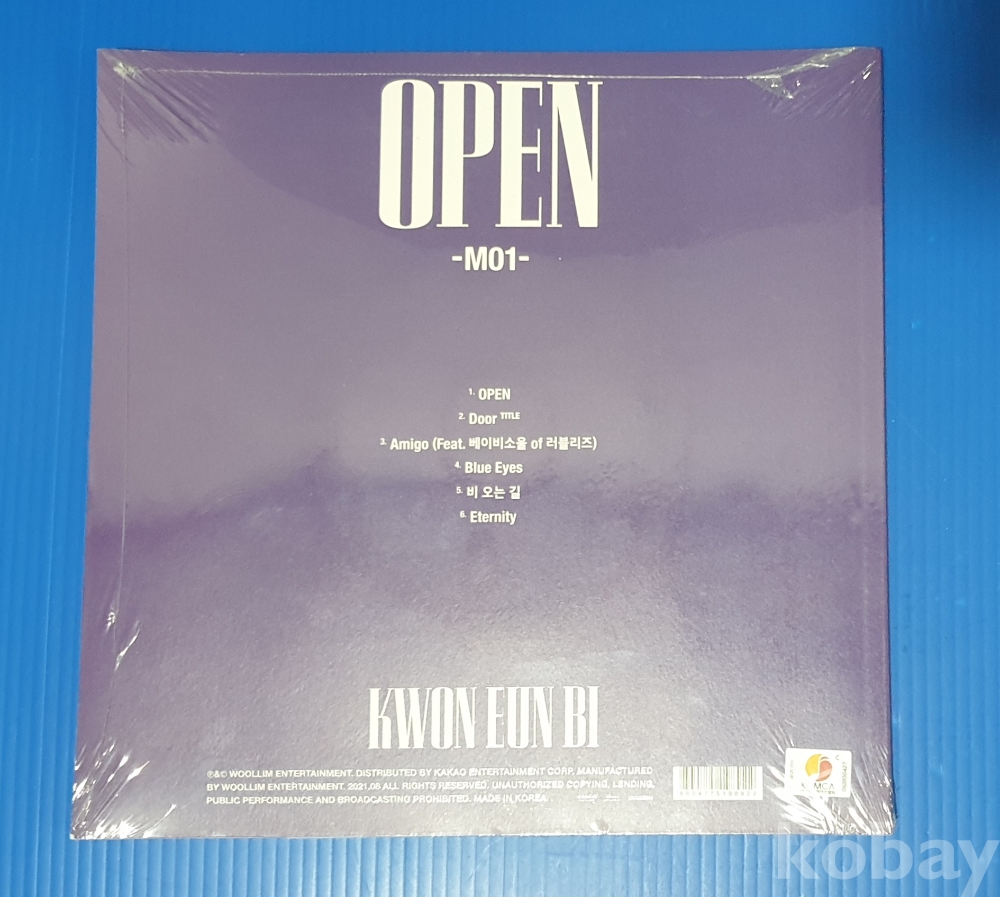 OPEN
-M01-
1. OPEN
2. Door TITLE
3. Amigo (Feat. 베이비소울 of 러블리즈)
4. Blue Eyes
5. 비 오는 길
6. Eternity
KWON EUN BI
℗&© WOOLLIM ENTERTAINMENT. DISTRIBUTED BY KAKAO ENTERTAINMENT CORP. MANUFACTURED
BY WOOLLIM ENTERTAINMENT. 2021.08 ALL RIGHTS RESERVED. UNAUTHORIZED COPYING, LENDING,
PUBLIC PERFORMANCE AND BROADCASTING PROHIBITED. MADE IN KOREA.
KOMCA
kobay